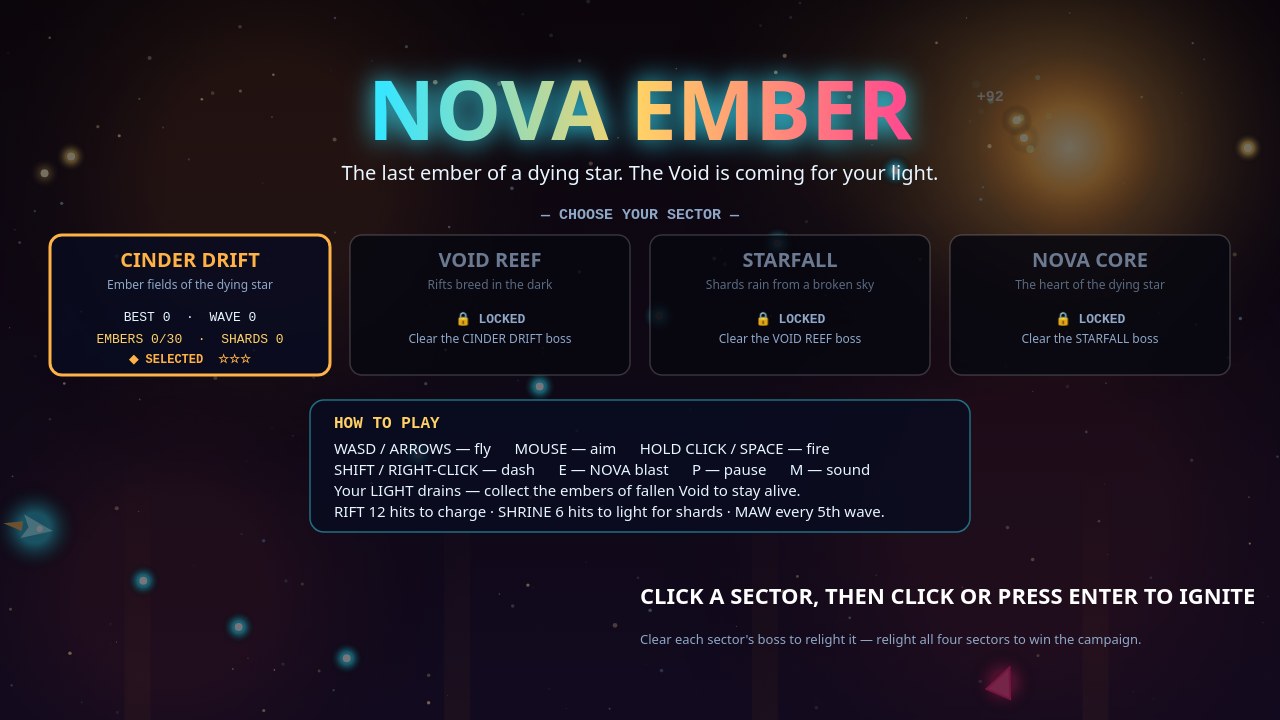 NOVA EMBER
+92
The last ember of a dying star. The Void is coming for your light.
— CHOOSE YOUR SECTOR —
CINDER DRIFT
Ember fields of the dying star
BEST 0 · WAVE 0
EMBERS 0/30 · SHARDS 0
◆ SELECTED ☆☆☆
VOID REEF
Rifts breed in the dark
🔒 LOCKED
Clear the CINDER DRIFT boss
STARFALL
Shards rain from a broken sky
🔒 LOCKED
Clear the VOID REEF boss
NOVA CORE
The heart of the dying star
🔒 LOCKED
Clear the STARFALL boss
HOW TO PLAY
WASD / ARROWS — fly MOUSE — aim HOLD CLICK / SPACE — fire
SHIFT / RIGHT-CLICK — dash E — NOVA blast P — pause M — sound
Your LIGHT drains — collect the embers of fallen Void to stay alive.
RIFT 12 hits to charge · SHRINE 6 hits to light for shards · MAW every 5th wave.
CLICK A SECTOR, THEN CLICK OR PRESS ENTER TO IGNITE
Clear each sector's boss to relight it — relight all four sectors to win the campaign.